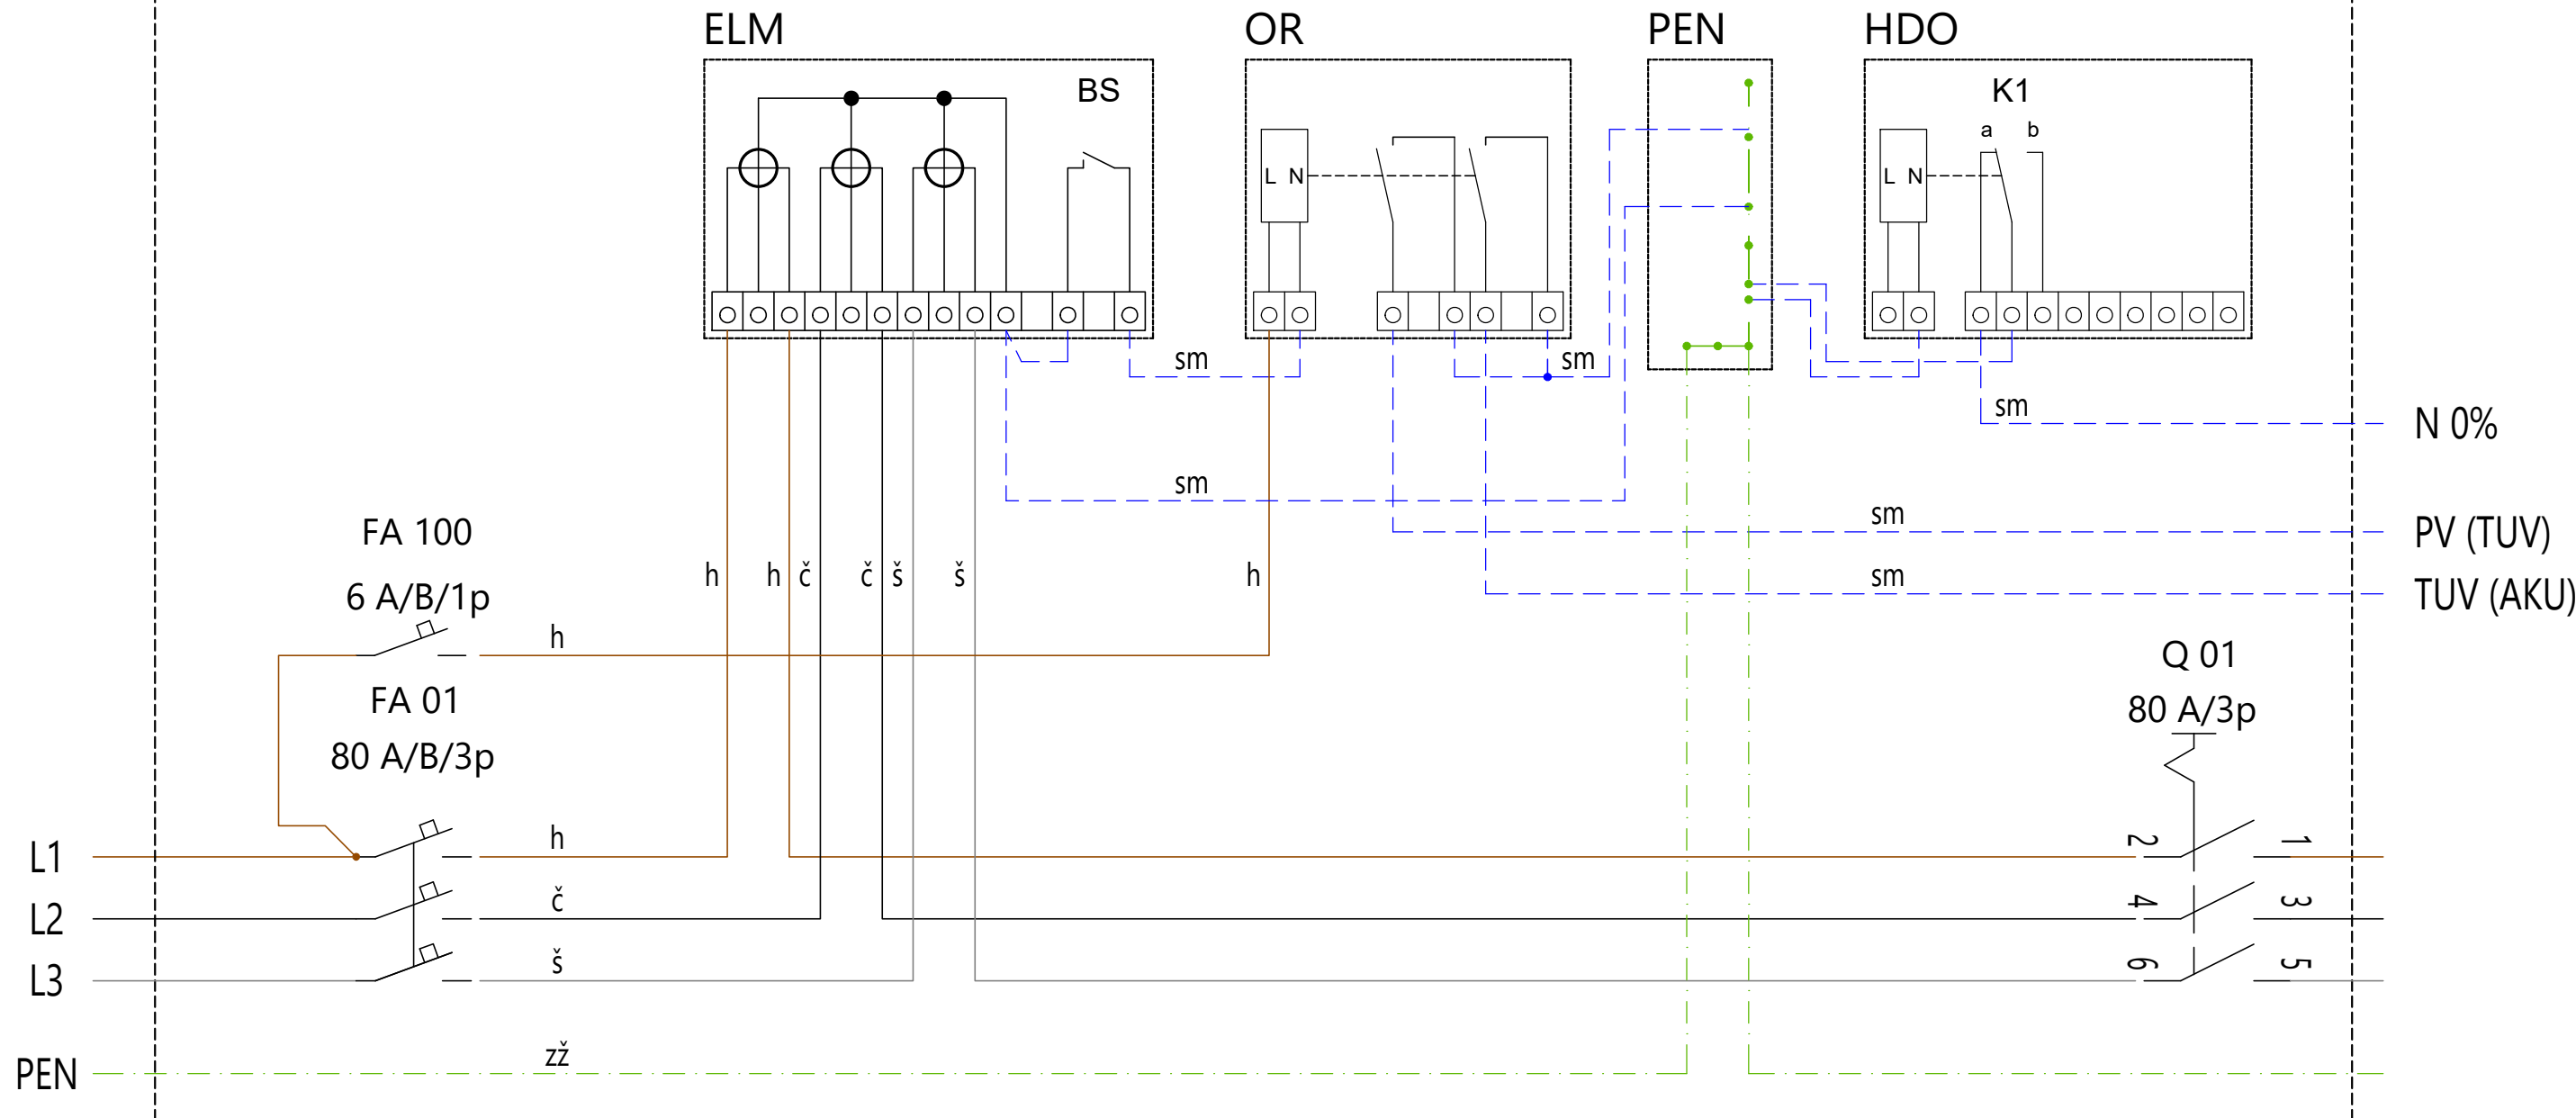 ELM
OR
PEN
HDO
BS
K1
a b
L N
L N
sm
sm
sm
N 0%
sm
FA 100
PV (TUV)
sm
h h č č š š h
6 A/B/1p
TUV (AKU)
sm
h
Q 01
FA 01
80 A/3p
80 A/B/3p
h
L1
2 1
č
L2
4 3
š
L3
6 5
zž
PEN